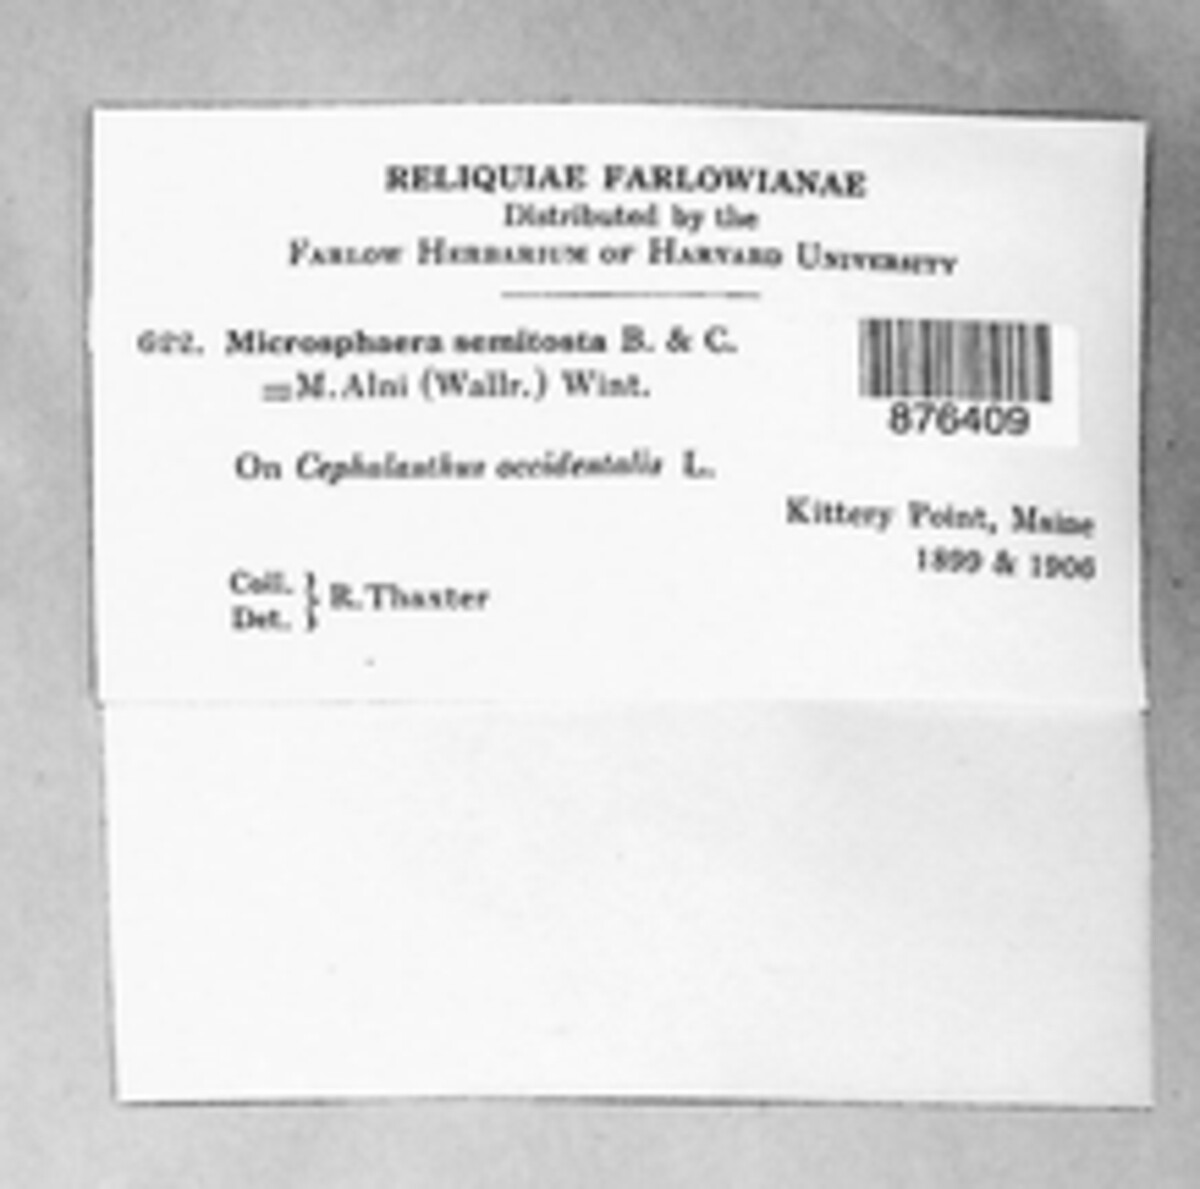 RELIQUIAE FARLOWIANAE
Distributed by the
FARLOW HERBARIUM OF HARVARD UNIVERSITY
622. Microsphaera semitosta B. & C.
=M. Alni (Wallr.) Wint.
876409
On Cephalanthus occidentalis L.
Kittery Point, Maine
1899 & 1906
Coll. } R. Thaxter
Det. }